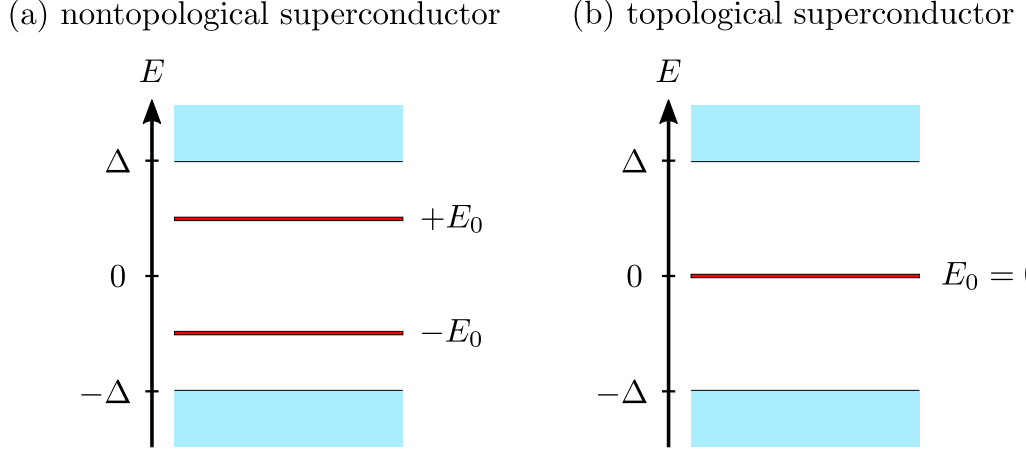 (a) nontopological superconductor
E
Δ
+E₀
0
−E₀
−Δ
(b) topological superconductor
E
Δ
0
E₀ =
−Δ